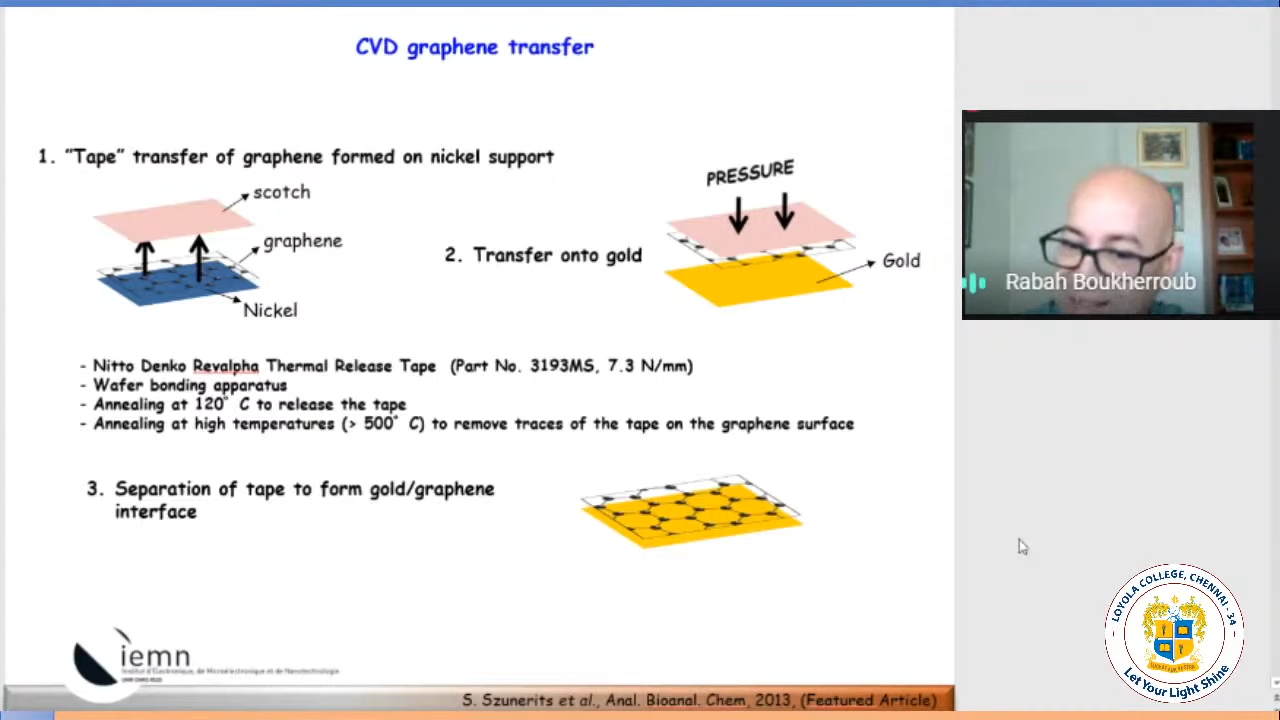 CVD graphene transfer
1. "Tape" transfer of graphene formed on nickel support
scotch
graphene
Nickel
PRESSURE
2. Transfer onto gold
Gold
- Nitto Denko Revalpha Thermal Release Tape (Part No. 3193MS, 7.3 N/mm)
- Wafer bonding apparatus
- Annealing at 120° C to release the tape
- Annealing at high temperatures (> 500° C) to remove traces of the tape on the graphene surface
3. Separation of tape to form gold/graphene
interface
iemn
Institut d'Electronique, de Microélectronique et de Nanotechnologie
S. Szunerits et al., Anal. Bioanal. Chem, 2013, (Featured Article)
Rabah Boukherroub
LOYOLA COLLEGE, CHENNAI - 34
Let Your Light Shine